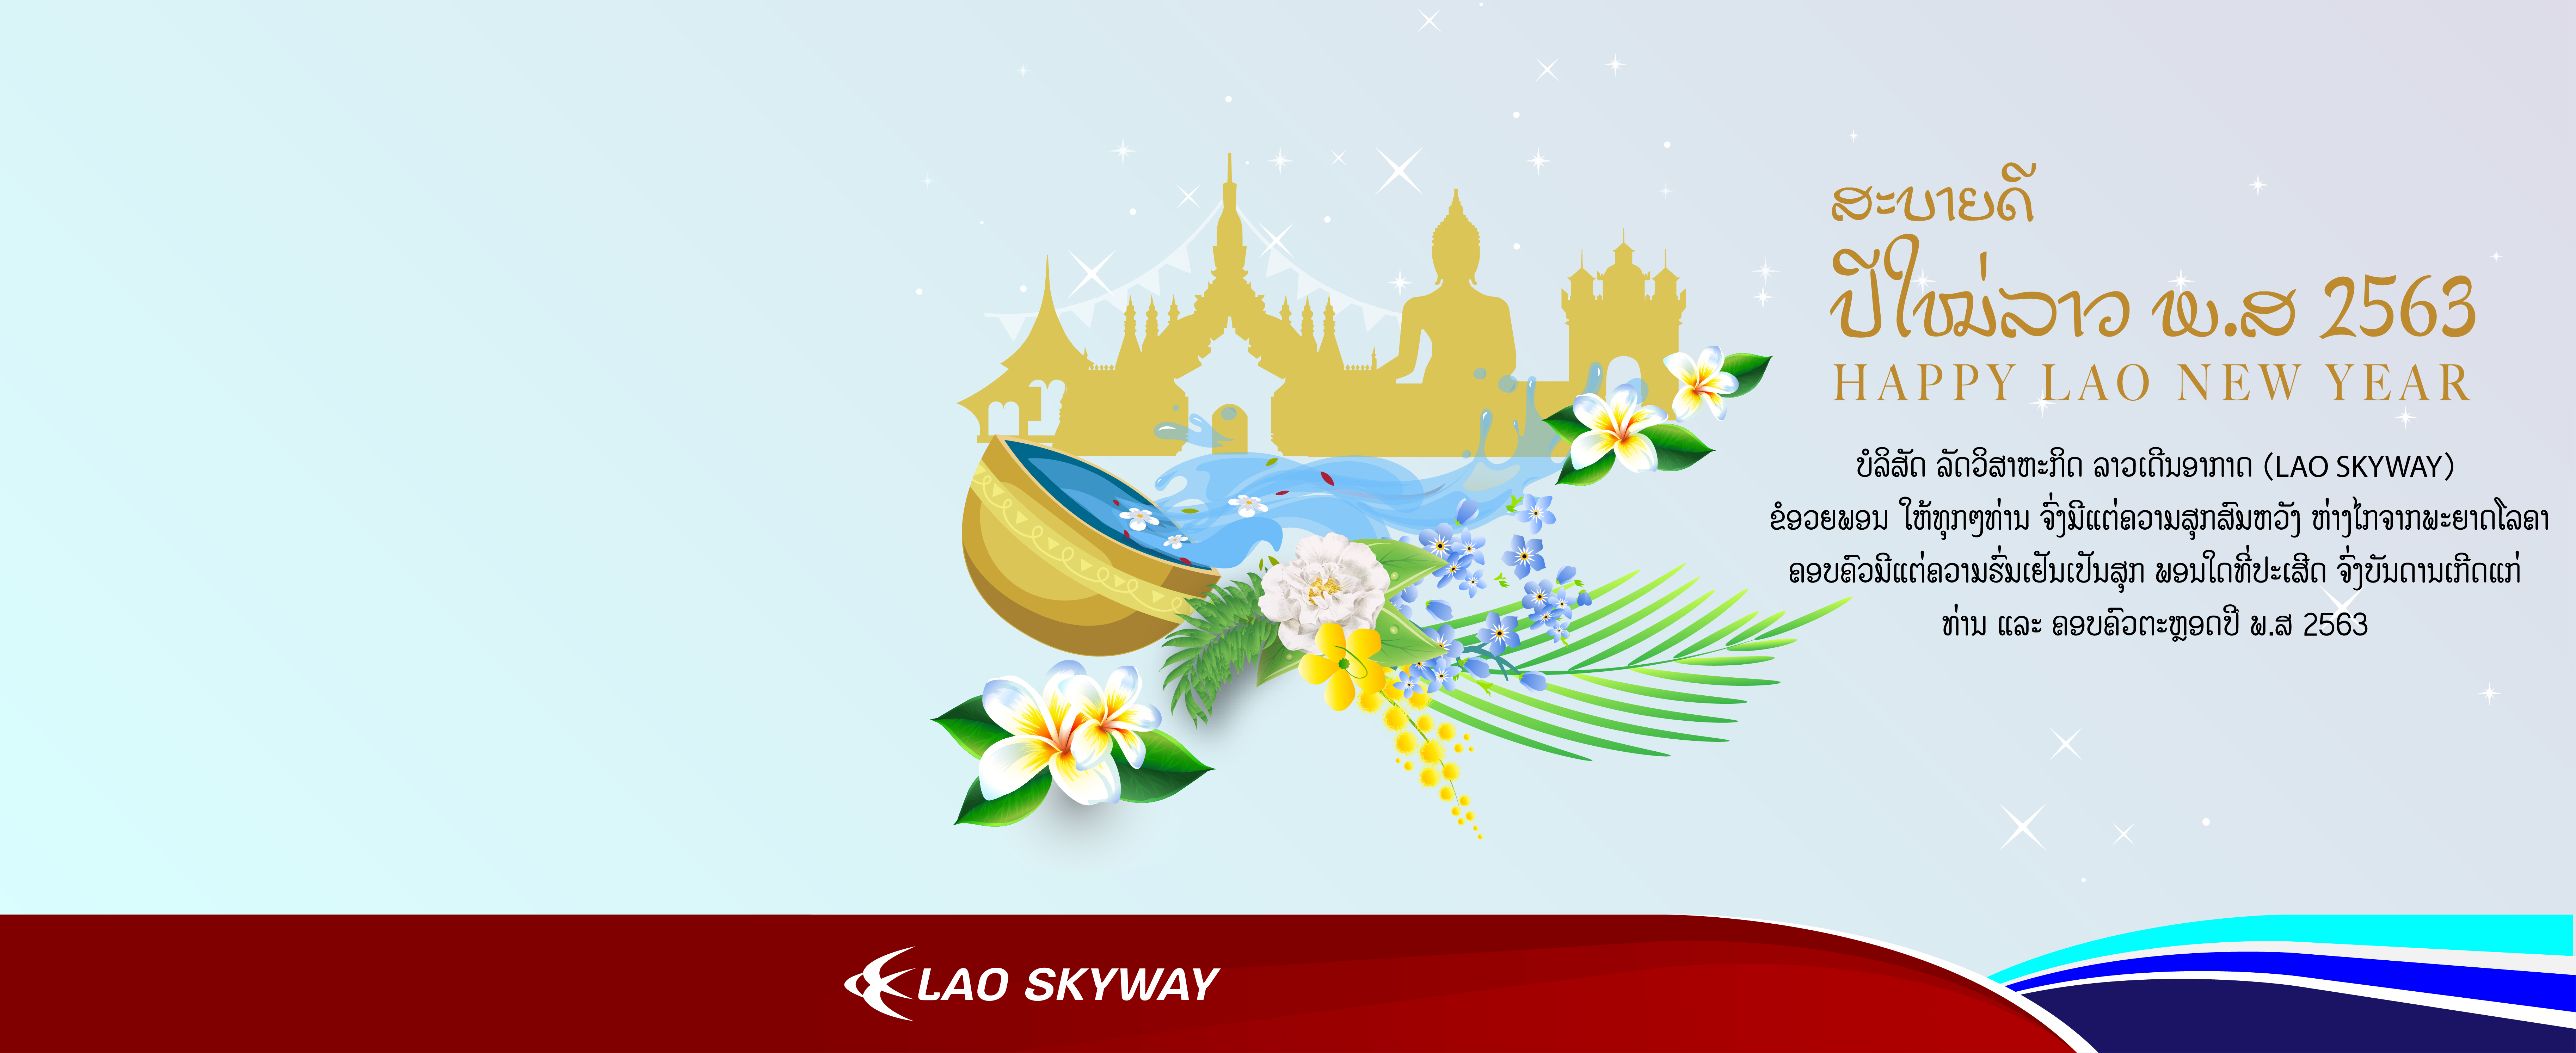 ສະບາຍດີ
ປີໃໝ່ລາວ ພ.ສ 2563
HAPPY LAO NEW YEAR
ບໍລິສັດ ລັດວິສາຫະກິດ ລາວເດີນອາກາດ (LAO SKYWAY)
ຂໍອວຍພອນ ໃຫ້ທຸກໆທ່ານ ຈົ່ງມີແຕ່ຄວາມສຸກສົມຫວັງ ຫ່າງໄກຈາກພະຍາດໂລຄາ
ຄອບຄົວມີແຕ່ຄວາມຮົ່ມເຢັນເປັນສຸກ ພອນໃດທີ່ປະເສີດ ຈົ່ງບັນດານເກີດແກ່
ທ່ານ ແລະ ຄອບຄົວຕະຫຼອດປີ ພ.ສ 2563
LAO SKYWAY